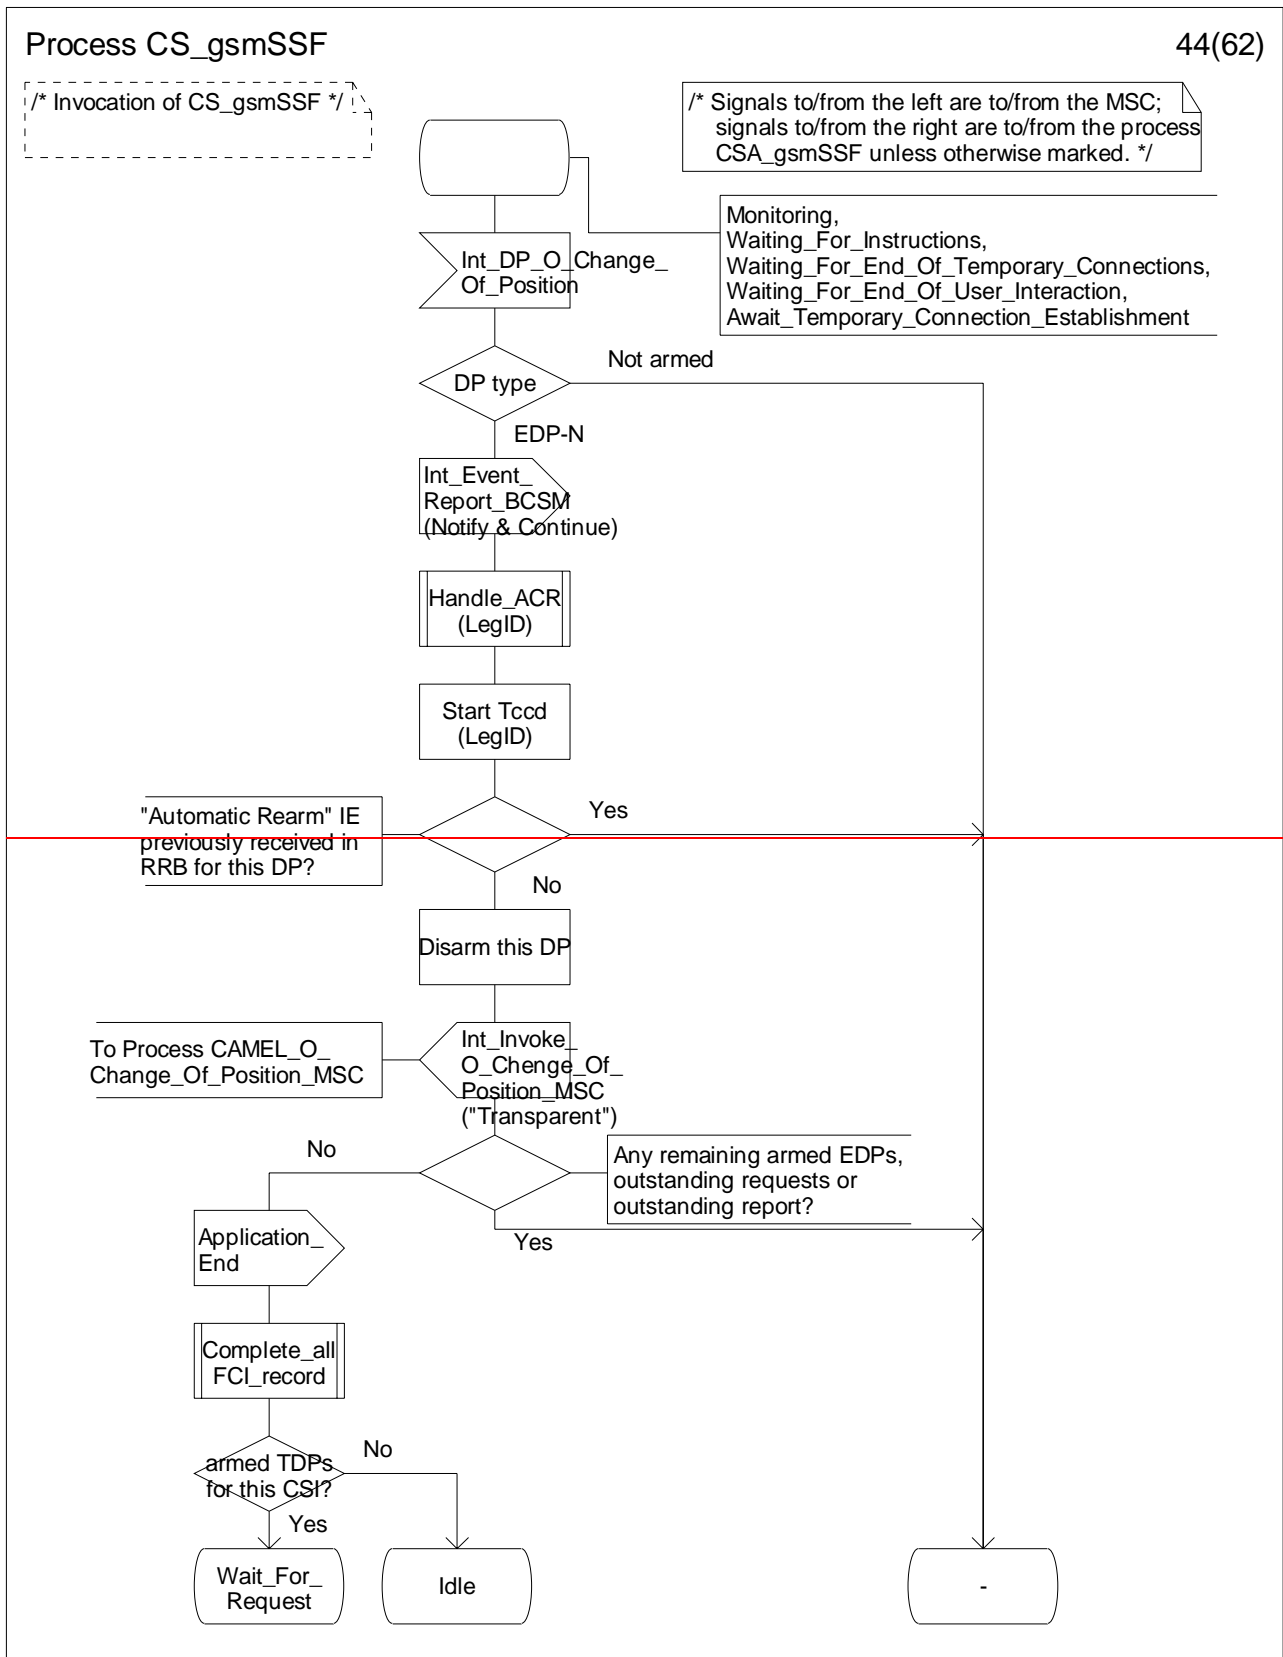 Process CS_gsmSSF
44(62)
/* Invocation of CS_gsmSSF */
/* Signals to/from the left are to/from the MSC;
signals to/from the right are to/from the process
CSA_gsmSSF unless otherwise marked. */
Monitoring,
Waiting_For_Instructions,
Waiting_For_End_Of_Temporary_Connections,
Waiting_For_End_Of_User_Interaction,
Await_Temporary_Connection_Establishment
Int_DP_O_Change_
Of_Position
DP type
Not armed
EDP-N
Int_Event_
Report_BCSM
(Notify & Continue)
Handle_ACR
(LegID)
Start Tccd
(LegID)
"Automatic Rearm" IE
previously received in
RRB for this DP?
Yes
No
Disarm this DP
To Process CAMEL_O_
Change_Of_Position_MSC
Int_Invoke_
O_Chenge_Of_
Position_MSC
("Transparent")
No
Any remaining armed EDPs,
outstanding requests or
outstanding report?
Yes
Application_
End
Complete_all
FCI_record
armed TDPs
for this CSI?
No
Yes
Wait_For_
Request
Idle
-